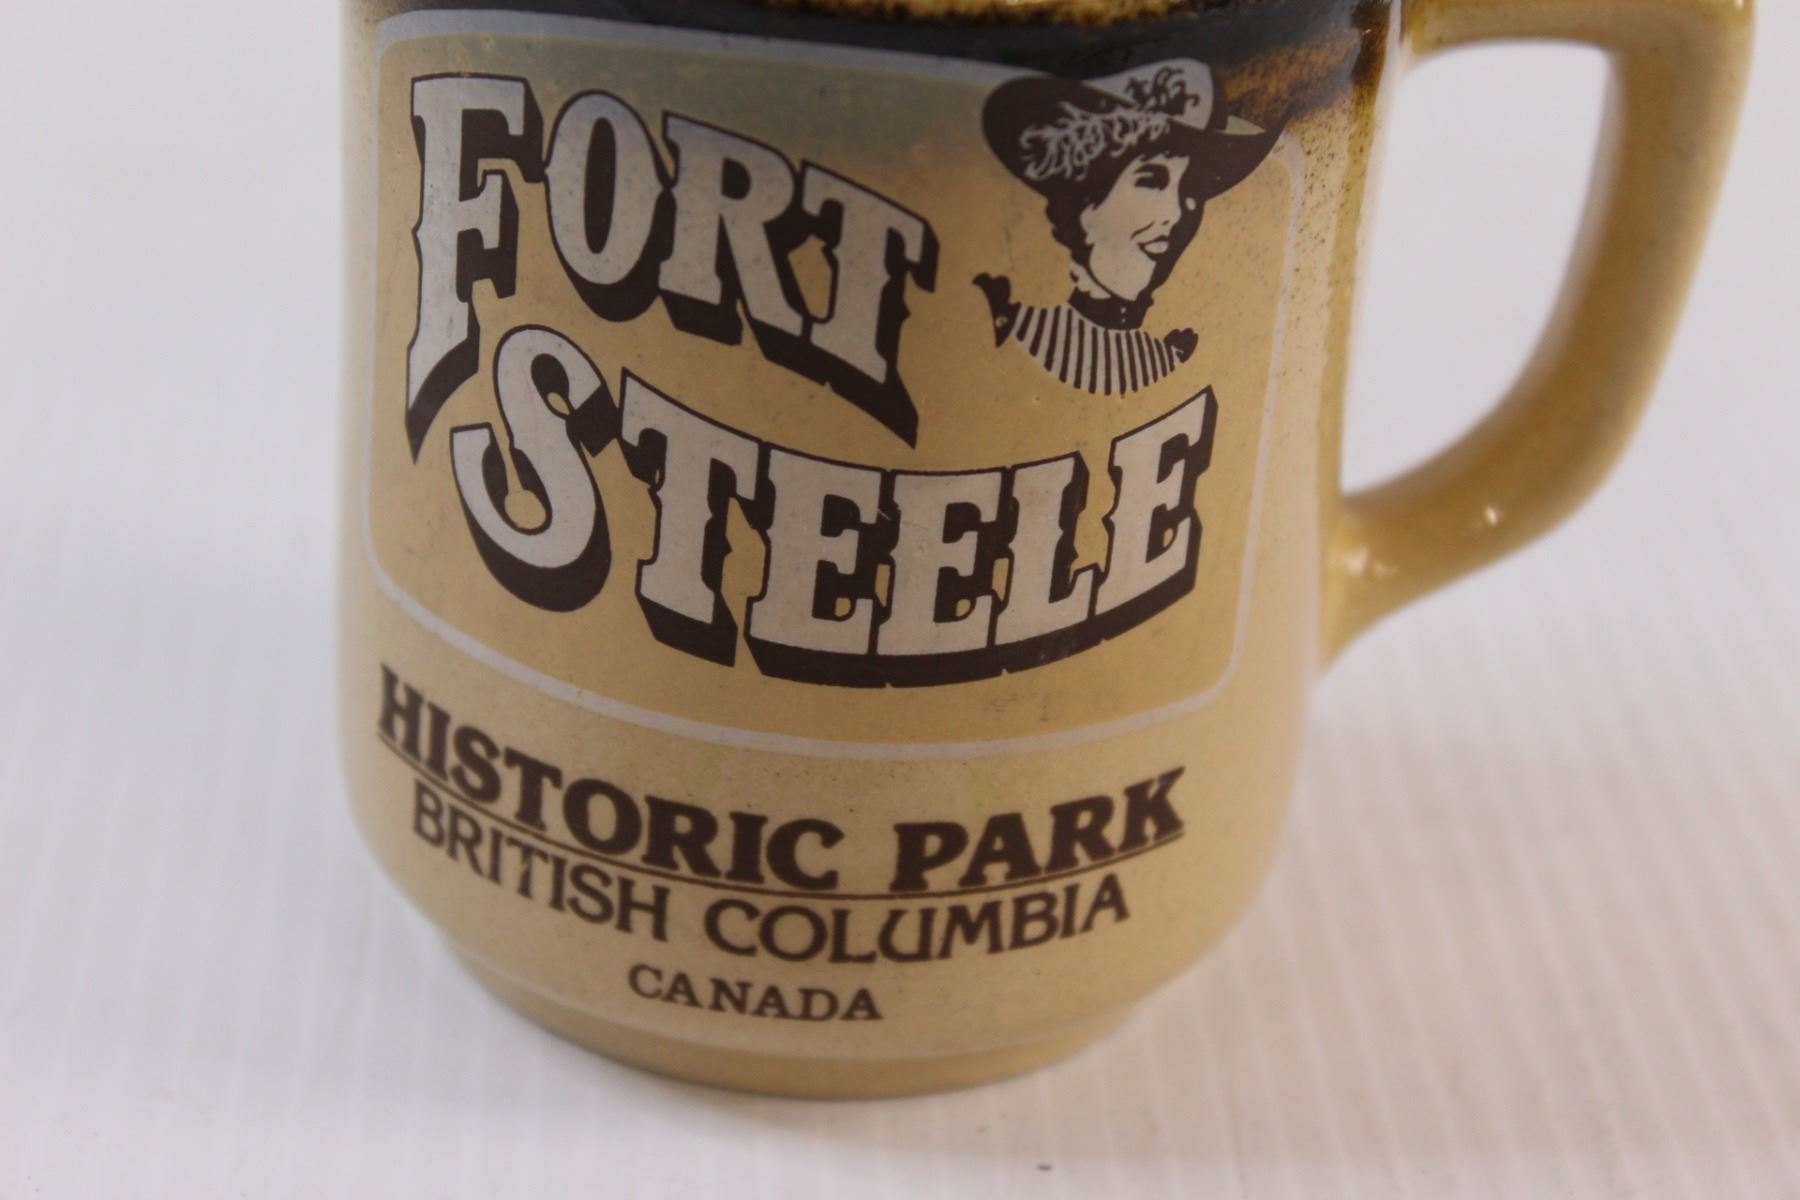 FORT
STEELE
HISTORIC PARK
BRITISH COLUMBIA
CANADA